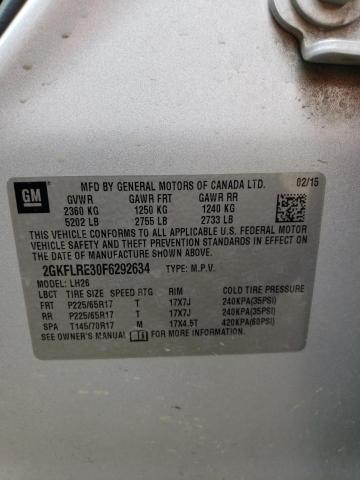 GM MFD BY GENERAL MOTORS OF CANADA LTD. 02/15
GVWR GAWR FRT GAWR RR
2360 KG 1250 KG 1240 KG
5202 LB 2755 LB 2733 LB
THIS VEHICLE CONFORMS TO ALL APPLICABLE U.S. FEDERAL
MOTOR VEHICLE SAFETY, BUMPER, AND THEFT PREVENTION
STANDARDS IN EFFECT ON THE DATE OF
MANUFACTURE SHOWN ABOVE.
2GKFLRE30F6292634 TYPE: M.P.V.
MODEL: LH26
LBCT TIRE SIZE SPEED RTG RIM COLD TIRE PRESSURE
FRT P225/65R17 T 17X7J 240KPA(35PSI)
RR P225/65R17 T 17X7J 240KPA(35PSI)
SPA T145/70R17 M 17X4.5T 420KPA(60PSI)
SEE OWNER'S MANUAL FOR MORE INFORMATION